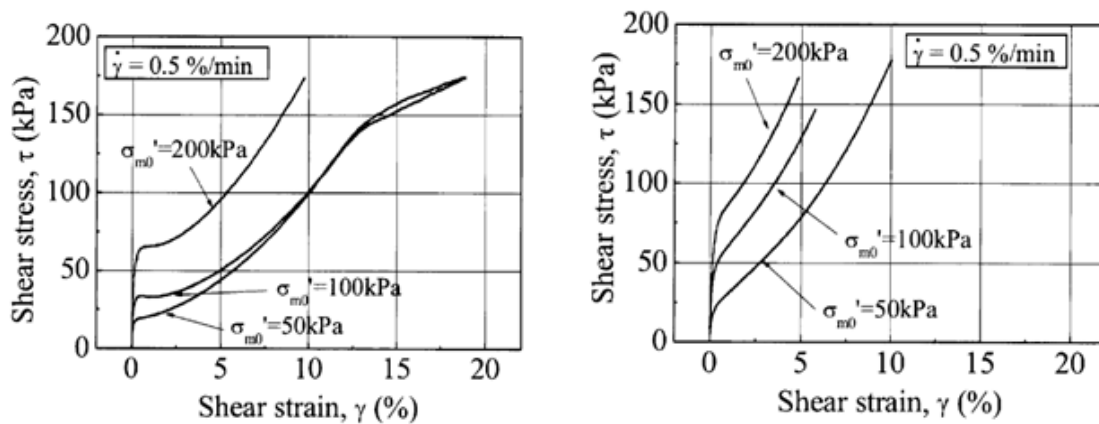 200
γ̇ = 0.5 %/min
150
σm0'=200kPa
100
50
σm0'=100kPa
σm0'=50kPa
0
0 5 10 15 20
Shear strain, γ (%)
Shear stress, τ (kPa)
200
σm0'=200kPa
γ̇ = 0.5 %/min
150
100
σm0'=100kPa
50
σm0'=50kPa
0
0 5 10 15 20
Shear strain, γ (%)
Shear stress, τ (kPa)